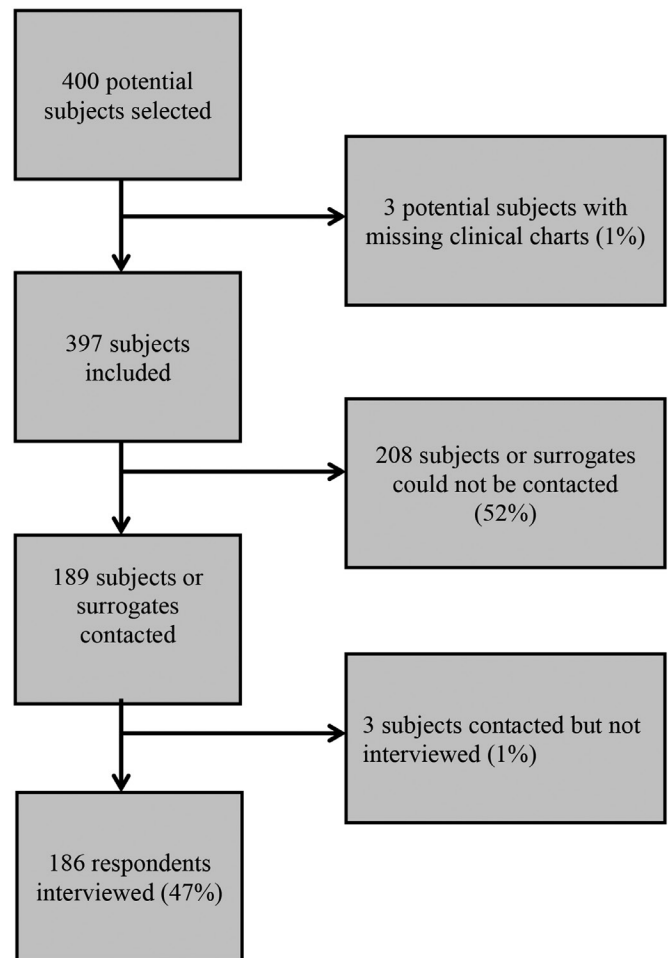 400 potential
subjects selected
3 potential subjects with
missing clinical charts (1%)
397 subjects
included
208 subjects or surrogates
could not be contacted
(52%)
189 subjects or
surrogates
contacted
3 subjects contacted but not
interviewed (1%)
186 respondents
interviewed (47%)